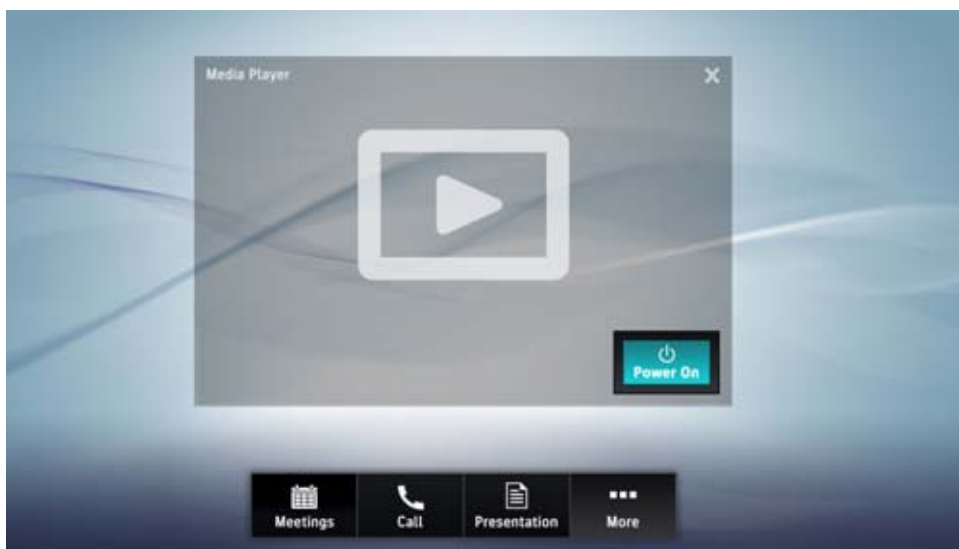 Media Player
Power On
Meetings
Call
Presentation
More